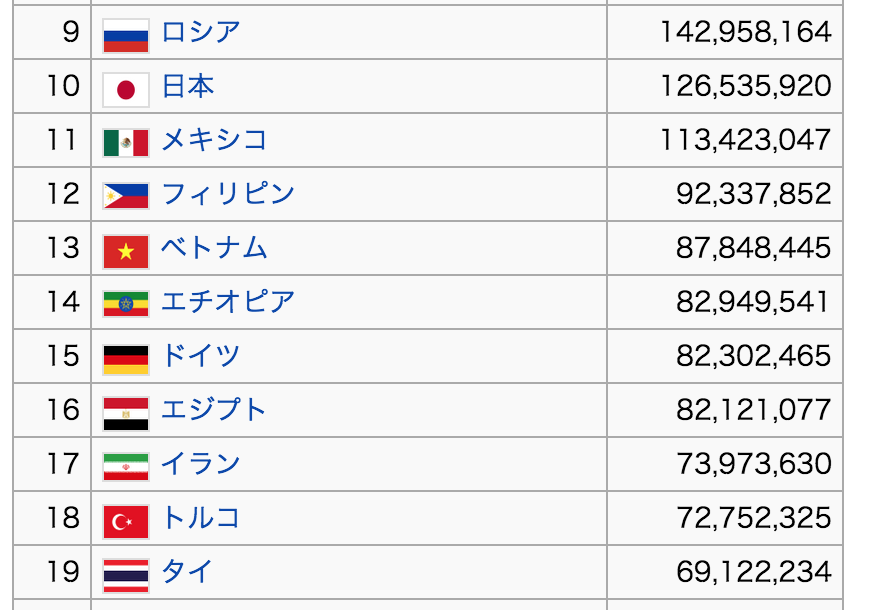 9 ロシア 142,958,164
10 日本 126,535,920
11 メキシコ 113,423,047
12 フィリピン 92,337,852
13 ベトナム 87,848,445
14 エチオピア 82,949,541
15 ドイツ 82,302,465
16 エジプト 82,121,077
17 イラン 73,973,630
18 トルコ 72,752,325
19 タイ 69,122,234